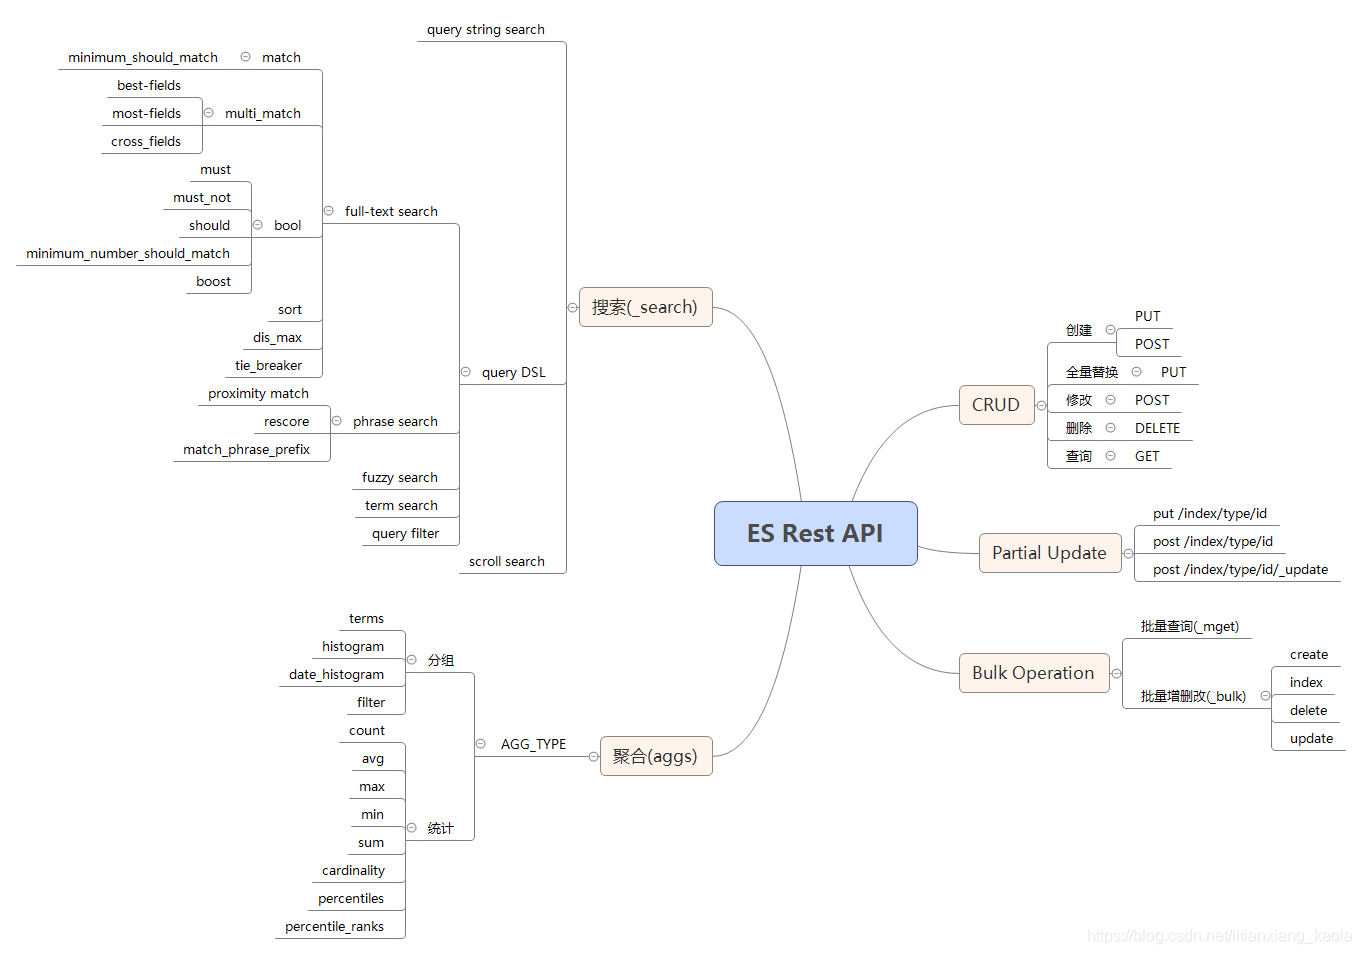 ES Rest API
搜索(_search)
query string search
query DSL
full-text search
match
minimum_should_match
multi_match
best-fields
most-fields
cross_fields
bool
must
must_not
should
minimum_number_should_match
boost
sort
dis_max
tie_breaker
phrase search
proximity match
rescore
match_phrase_prefix
fuzzy search
term search
query filter
scroll search
聚合(aggs)
AGG_TYPE
分组
terms
histogram
date_histogram
filter
统计
count
avg
max
min
sum
cardinality
percentiles
percentile_ranks
CRUD
创建
PUT
POST
全量替换
PUT
修改
POST
删除
DELETE
查询
GET
Partial Update
put /index/type/id
post /index/type/id
post /index/type/id/_update
Bulk Operation
批量查询(_mget)
批量增删改(_bulk)
create
index
delete
update
https://blog.csdn.net/litianxiang_kaola